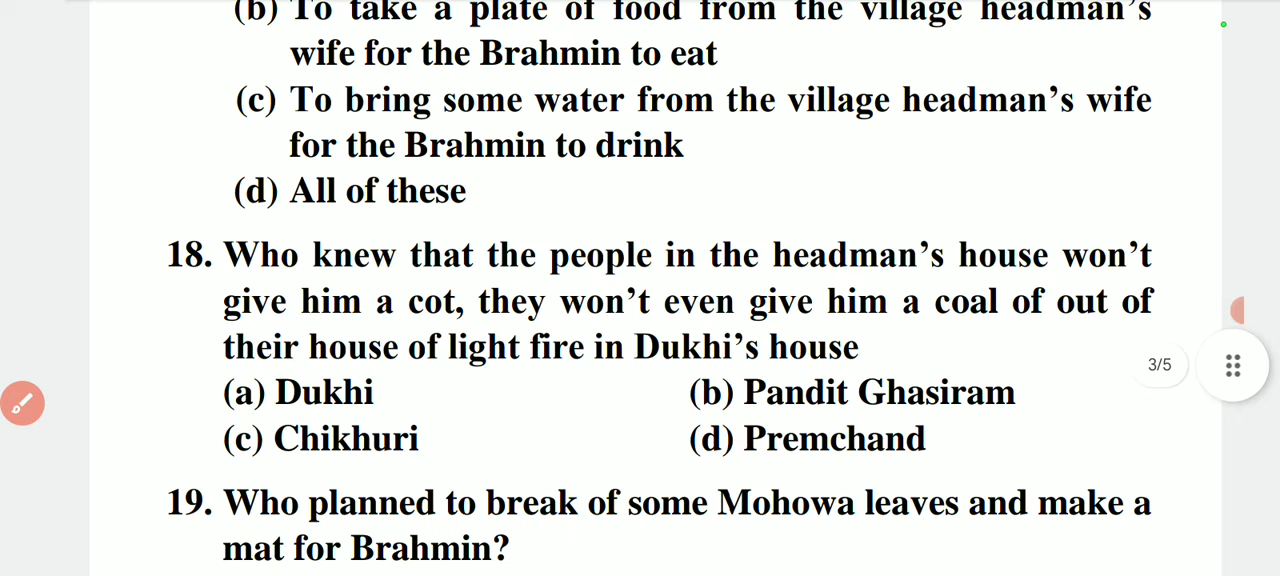 (b) To take a plate of food from the village headman's
wife for the Brahmin to eat
(c) To bring some water from the village headman's wife
for the Brahmin to drink
(d) All of these
18. Who knew that the people in the headman's house won't
give him a cot, they won't even give him a coal of out of
their house of light fire in Dukhi's house
(a) Dukhi (b) Pandit Ghasiram
(c) Chikhuri (d) Premchand
3/5
19. Who planned to break of some Mohowa leaves and make a
mat for Brahmin?